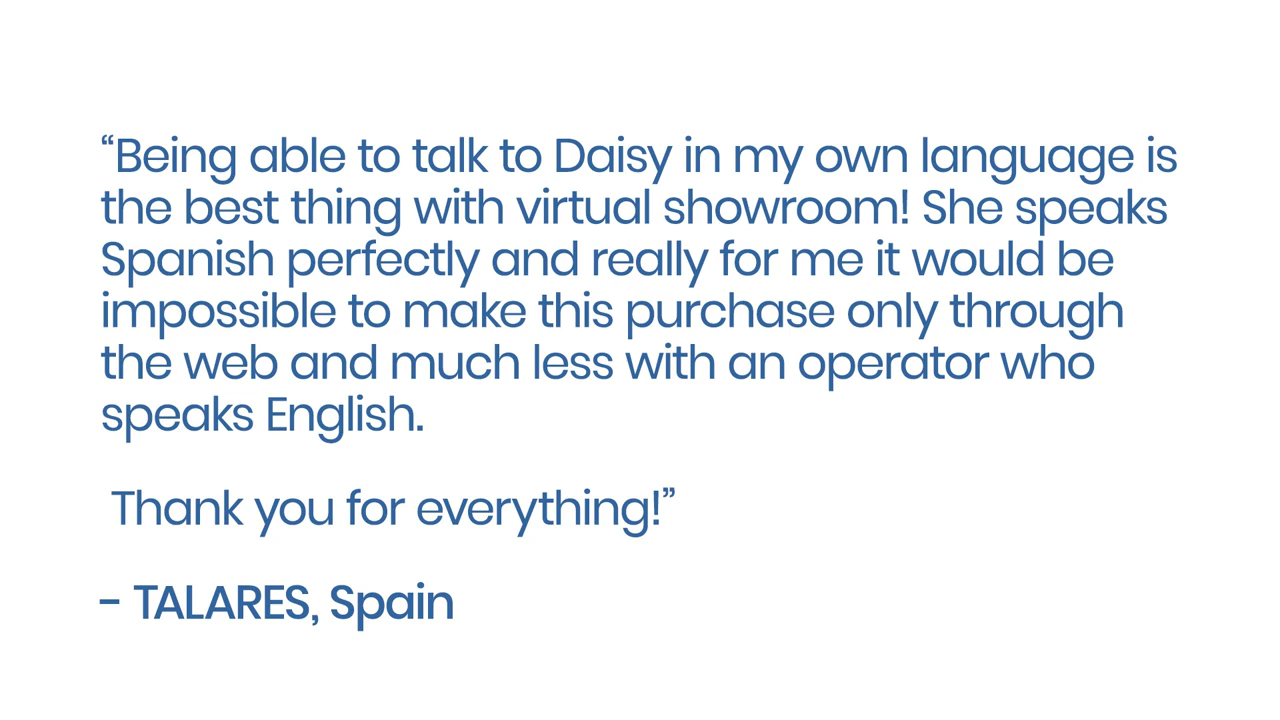 “Being able to talk to Daisy in my own language is
the best thing with virtual showroom! She speaks
Spanish perfectly and really for me it would be
impossible to make this purchase only through
the web and much less with an operator who
speaks English.
Thank you for everything!”
- TALARES, Spain